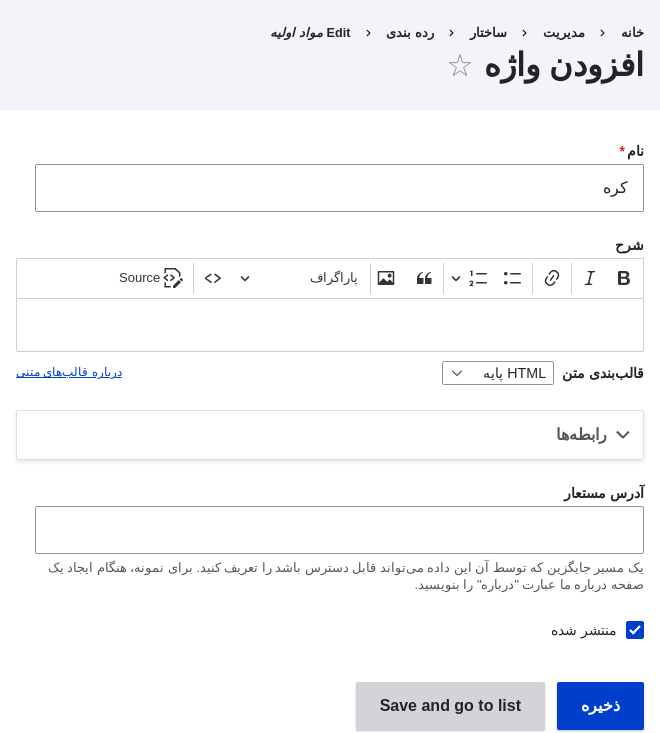 خانه › مدیریت › ساختار › رده بندی › Edit مواد اولیه
افزودن واژه ☆
نام *
کره
شرح
B I پاراگراف Source
قالب‌بندی متن HTML پایه درباره قالب‌های متنی
رابطه‌ها
آدرس مستعار
یک مسیر جایگزین که توسط آن این داده می‌تواند قابل دسترس باشد را تعریف کنید. برای نمونه، هنگام ایجاد یک
صفحه درباره ما عبارت "درباره" را بنویسید.
منتشر شده
ذخیره Save and go to list